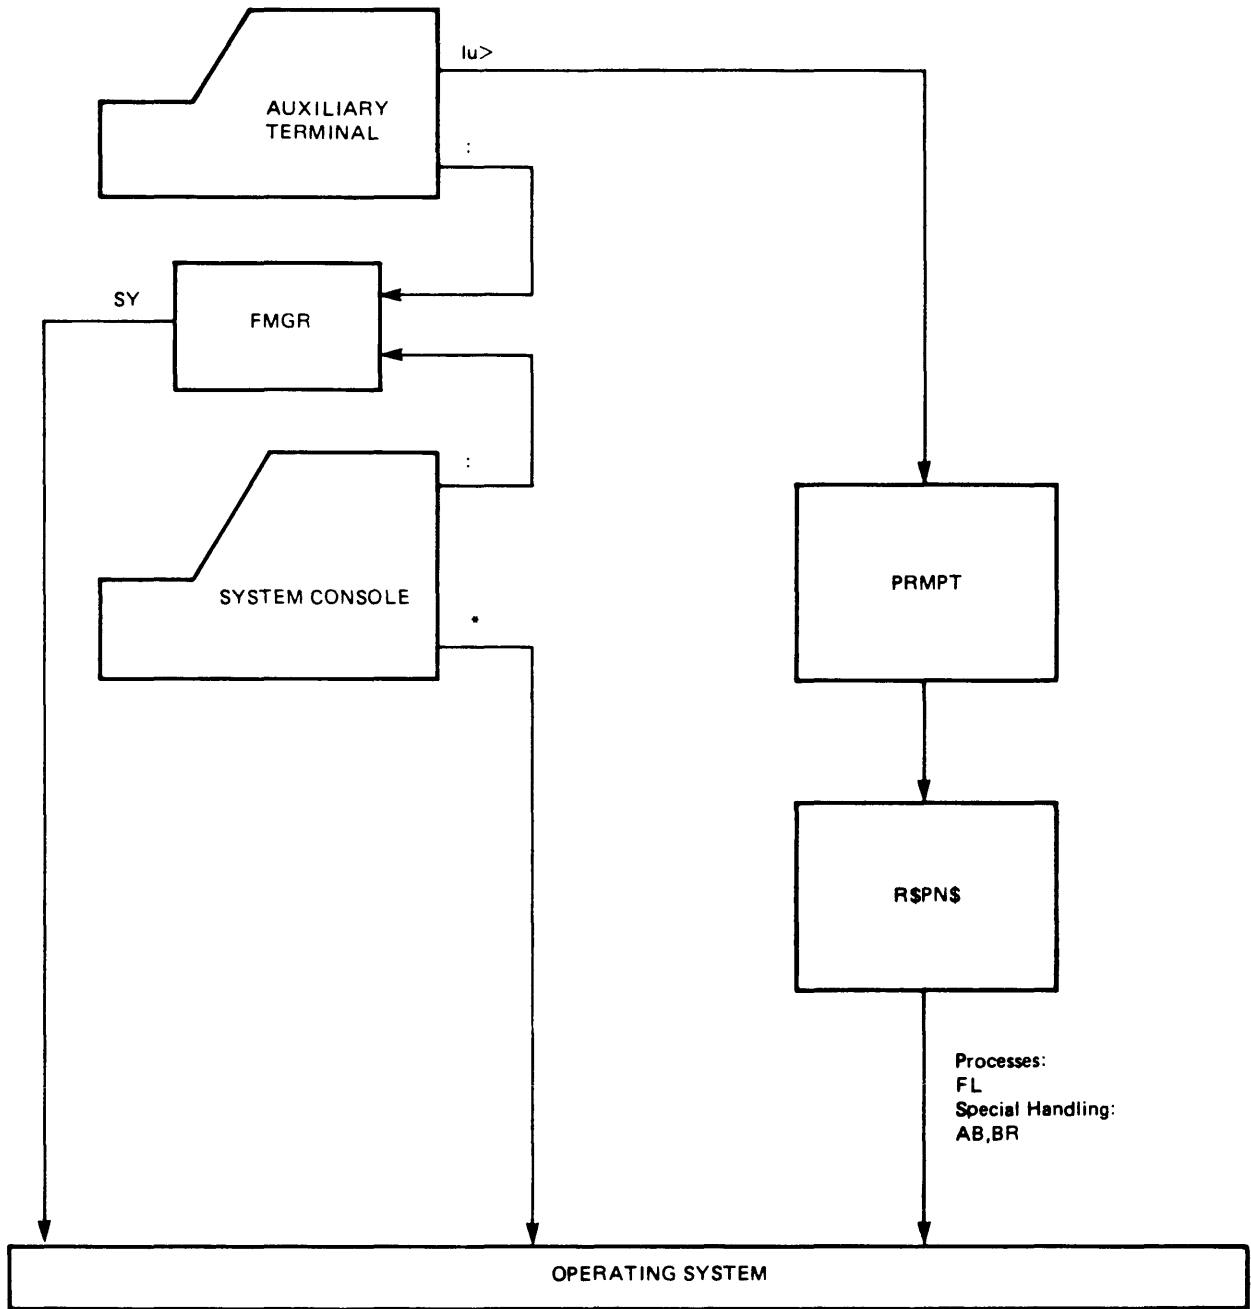 lu>
AUXILIARY
TERMINAL
:
SY
FMGR
:
SYSTEM CONSOLE
*
PRMPT
R$PN$
Processes:
FL
Special Handling:
AB,BR
OPERATING SYSTEM